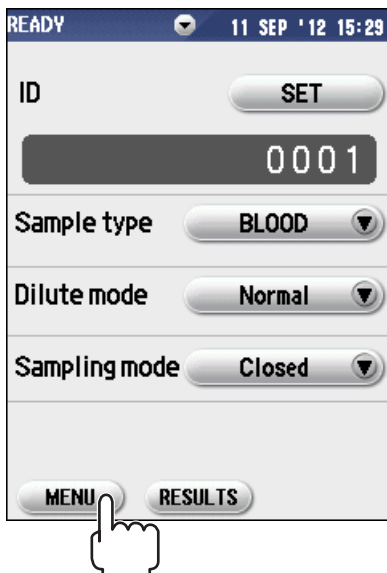 READY 11 SEP '12 15:29
ID SET
0001
Sample type BLOOD
Dilute mode Normal
Sampling mode Closed
MENU RESULTS